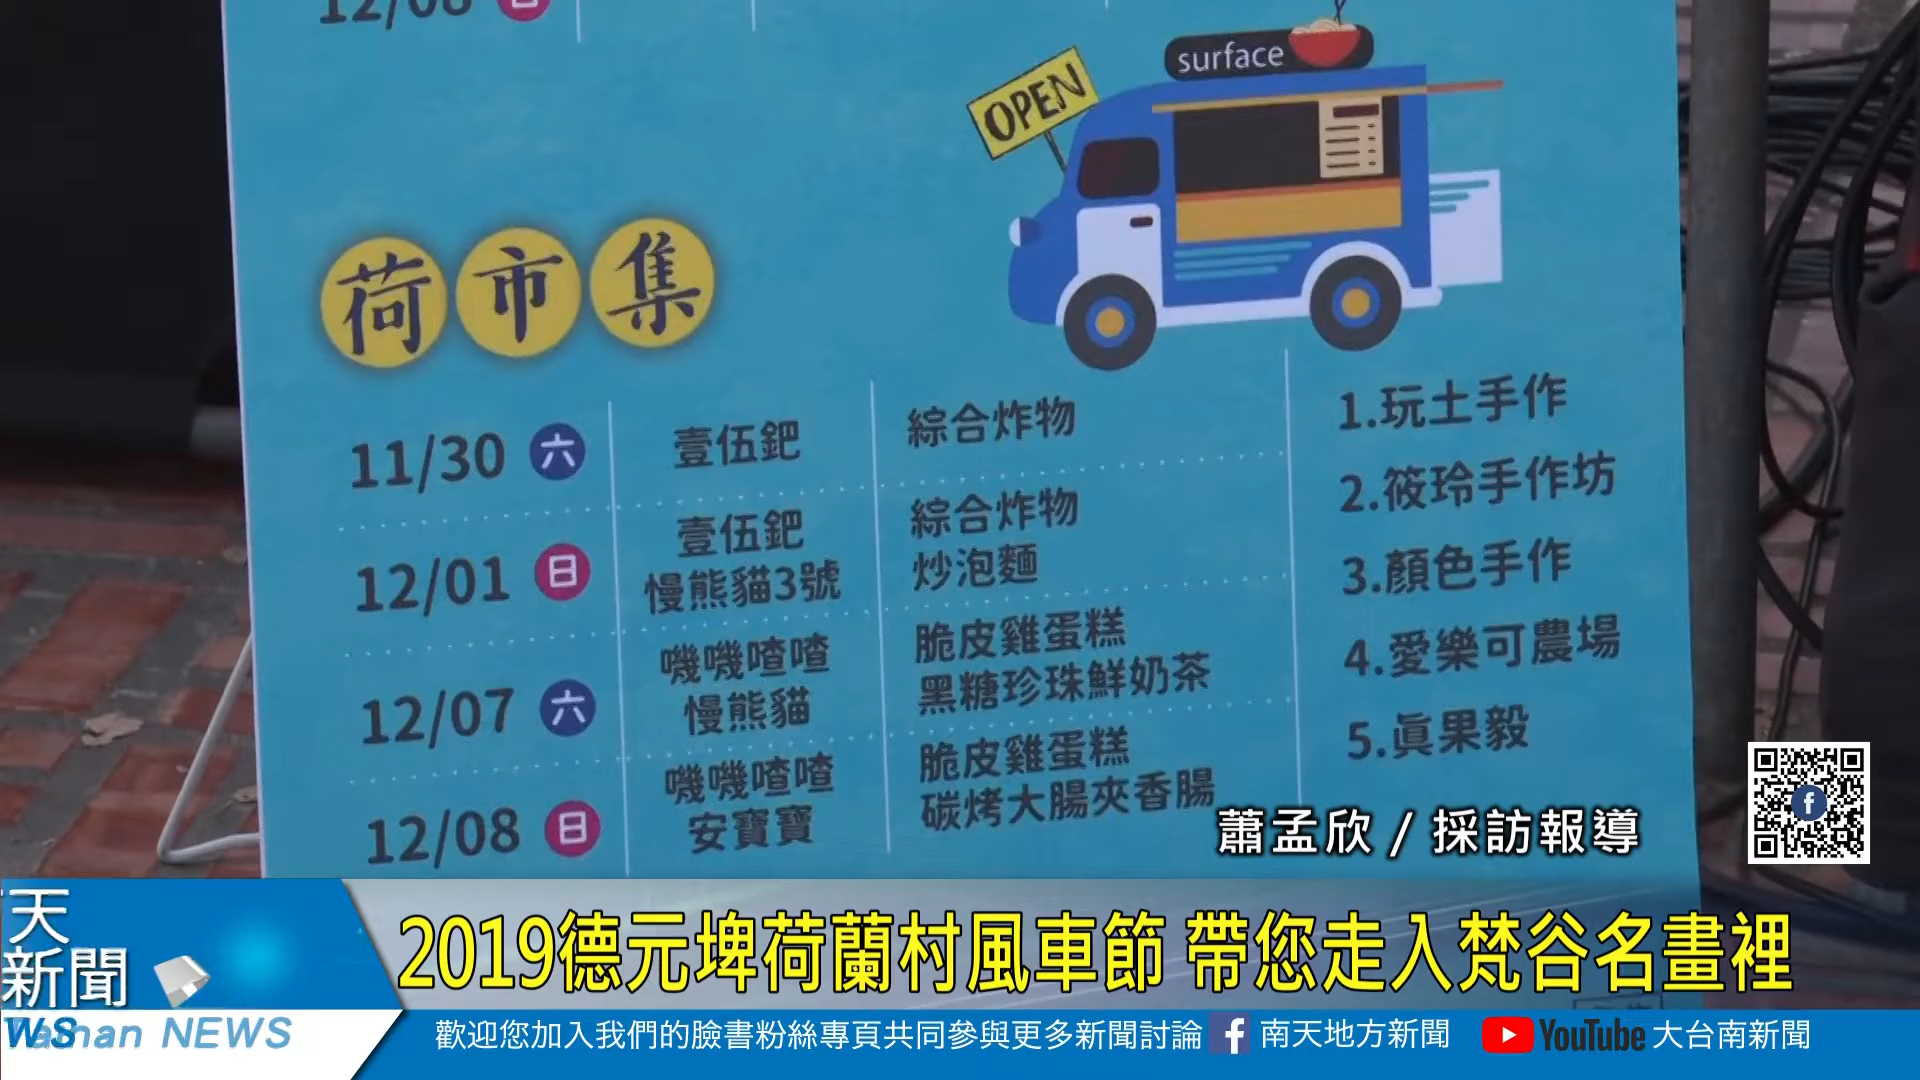 12/08 日
surface
OPEN
荷市集
11/30 六 壹伍鈀 綜合炸物
12/01 日 壹伍鈀 綜合炸物
慢熊貓3號 炒泡麵
12/07 六 嘰嘰喳喳 脆皮雞蛋糕
慢熊貓 黑糖珍珠鮮奶茶
12/08 日 嘰嘰喳喳 脆皮雞蛋糕
安寶寶 碳烤大腸夾香腸
1.玩土手作
2.筱玲手作坊
3.顏色手作
4.愛樂可農場
5.眞果毅
蕭孟欣 / 採訪報導
天
新聞
2019德元埤荷蘭村風車節 帶您走入梵谷名畫裡
NEWS
歡迎您加入我們的臉書粉絲專頁共同參與更多新聞討論 南天地方新聞 YouTube 大台南新聞